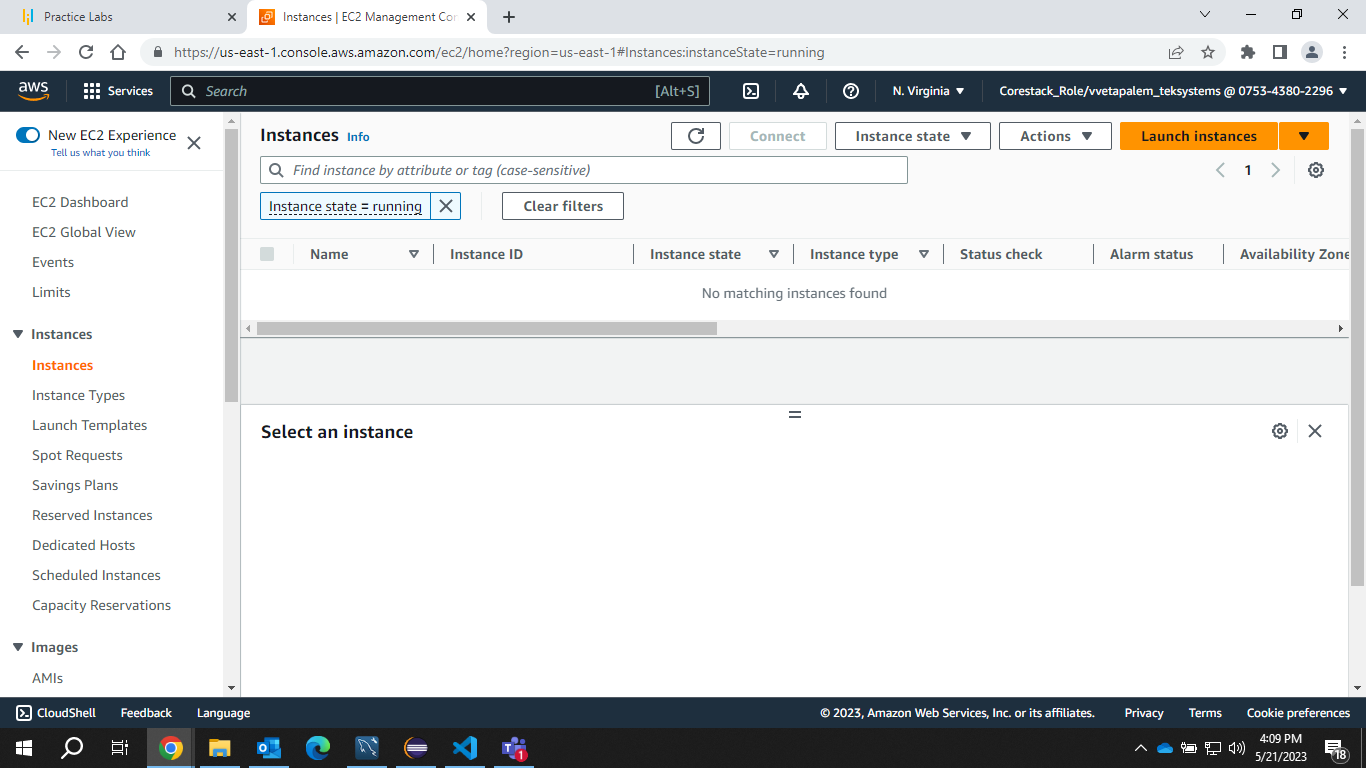 Practice Labs
Instances | EC2 Management Con
https://us-east-1.console.aws.amazon.com/ec2/home?region=us-east-1#Instances:instanceState=running
aws
Services
Search
[Alt+S]
N. Virginia
Corestack_Role/vvetapalem_teksystems @ 0753-4380-2296
New EC2 Experience
Tell us what you think
EC2 Dashboard
EC2 Global View
Events
Limits
Instances
Instances
Instance Types
Launch Templates
Spot Requests
Savings Plans
Reserved Instances
Dedicated Hosts
Scheduled Instances
Capacity Reservations
Images
AMIs
Instances Info
Connect
Instance state
Actions
Launch instances
Find instance by attribute or tag (case-sensitive)
1
Instance state = running
Clear filters
Name
Instance ID
Instance state
Instance type
Status check
Alarm status
Availability Zone
No matching instances found
Select an instance
CloudShell
Feedback
Language
© 2023, Amazon Web Services, Inc. or its affiliates.
Privacy
Terms
Cookie preferences
1
4:09 PM
5/21/2023
18